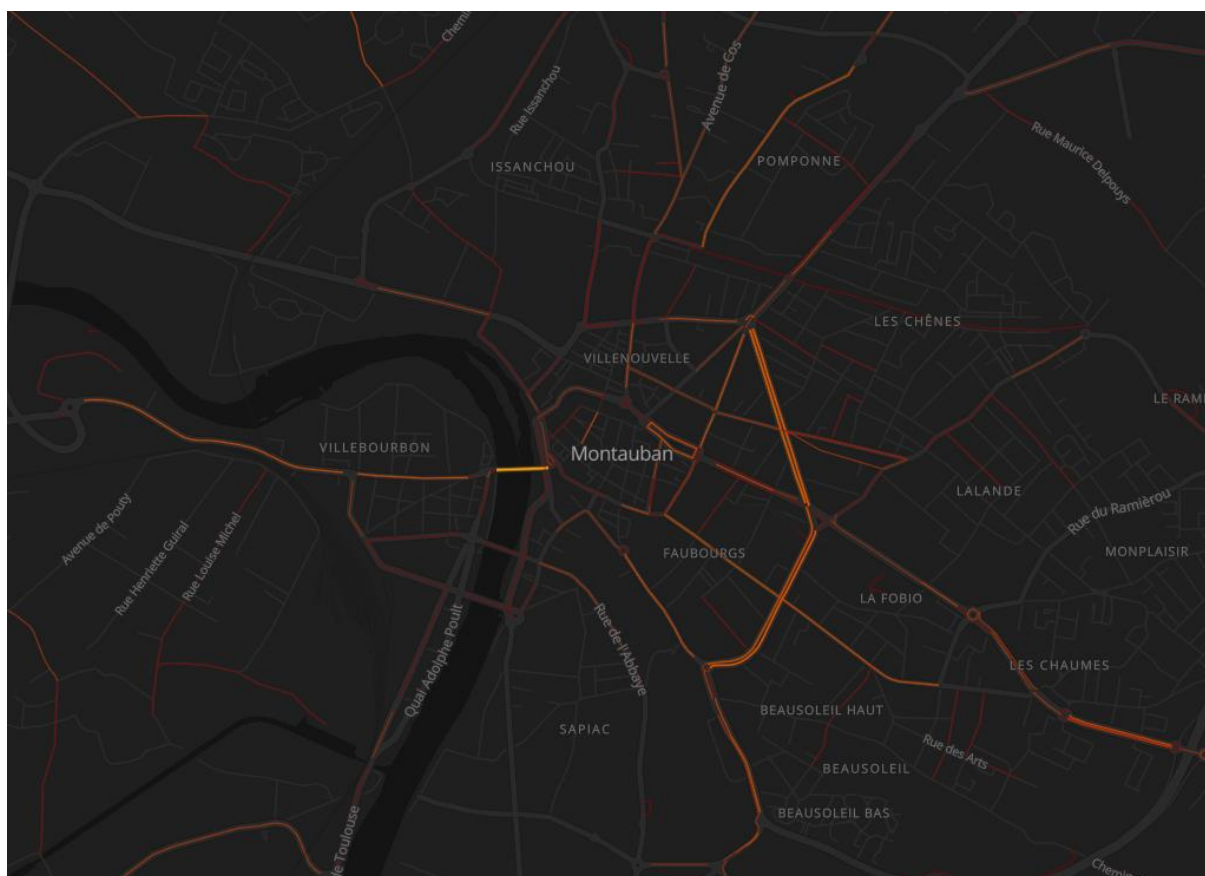 Chemin
Avenue de Cos
Rue Issanchou
ISSANCHOU
POMPONNE
Rue Maurice Delpouys
LES CHÊNES
VILLENOUVELLE
LE RAM
VILLEBOURBON
Montauban
LALANDE
Avenue de Pouty
Rue Henriette Guiral
Rue Louise Michel
Rue du Ramièrou
MONPLAISIR
FAUBOURGS
LA FOBIO
Quai Adolphe Poult
Rue de l'Abbaye
LES CHAUMES
SAPIAC
BEAUSOLEIL HAUT
Rue des Arts
BEAUSOLEIL
BEAUSOLEIL BAS
de Toulouse
Chemin